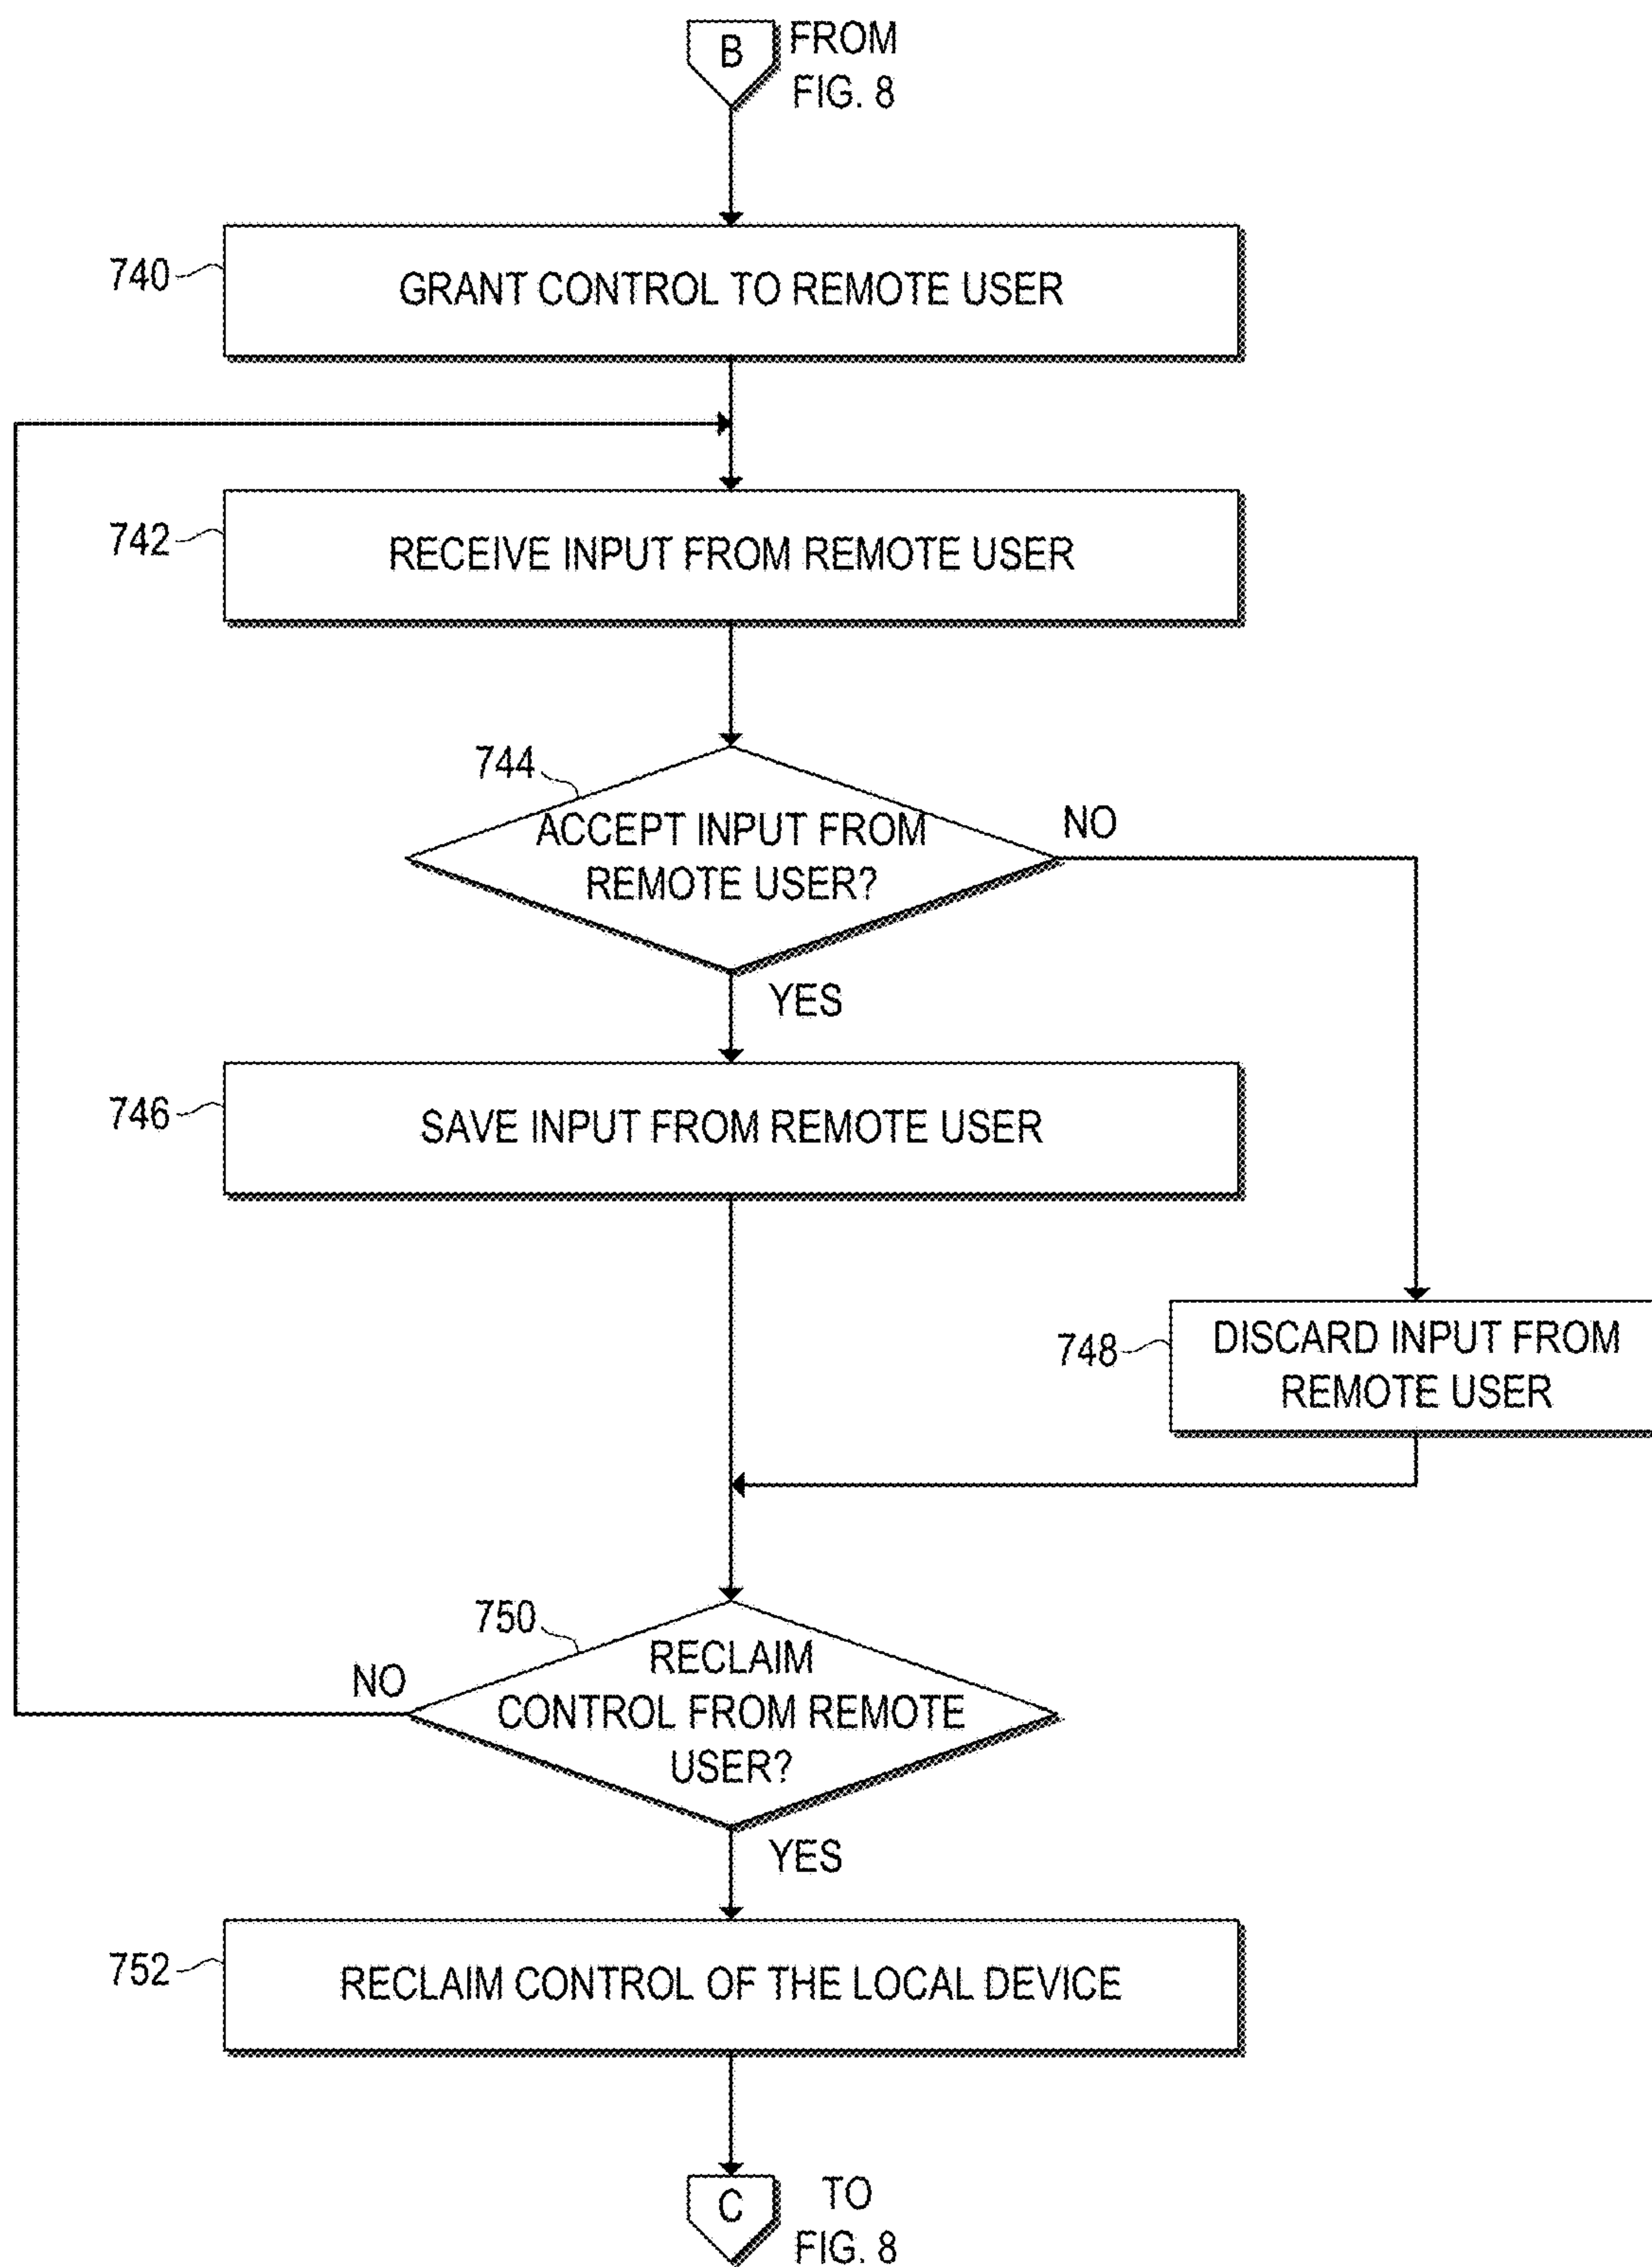 B
FROM
FIG. 8
740
GRANT CONTROL TO REMOTE USER
742
RECEIVE INPUT FROM REMOTE USER
744
ACCEPT INPUT FROM
REMOTE USER?
NO
YES
746
SAVE INPUT FROM REMOTE USER
748
DISCARD INPUT FROM
REMOTE USER
750
RECLAIM
CONTROL FROM REMOTE
USER?
NO
YES
752
RECLAIM CONTROL OF THE LOCAL DEVICE
C
TO
FIG. 8